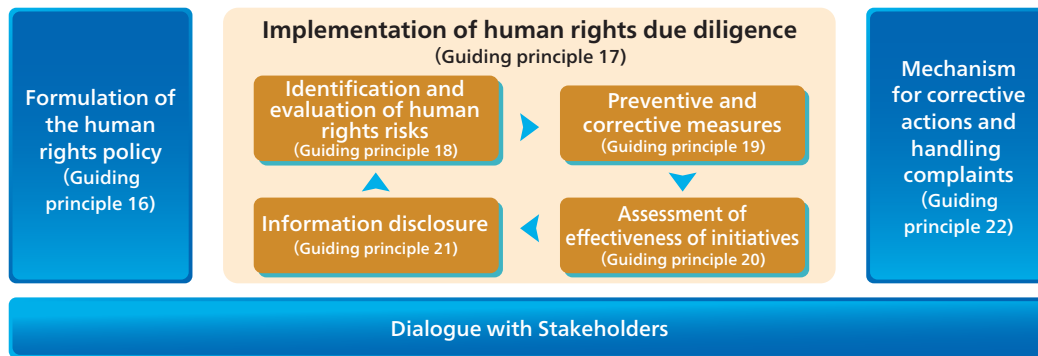 Formulation of
the human
rights policy
(Guiding
principle 16)
Implementation of human rights due diligence
(Guiding principle 17)
Identification and
evaluation of human
rights risks
(Guiding principle 18)
Preventive and
corrective measures
(Guiding principle 19)
Information disclosure
(Guiding principle 21)
Assessment of
effectiveness of initiatives
(Guiding principle 20)
Mechanism
for corrective
actions and
handling
complaints
(Guiding
principle 22)
Dialogue with Stakeholders